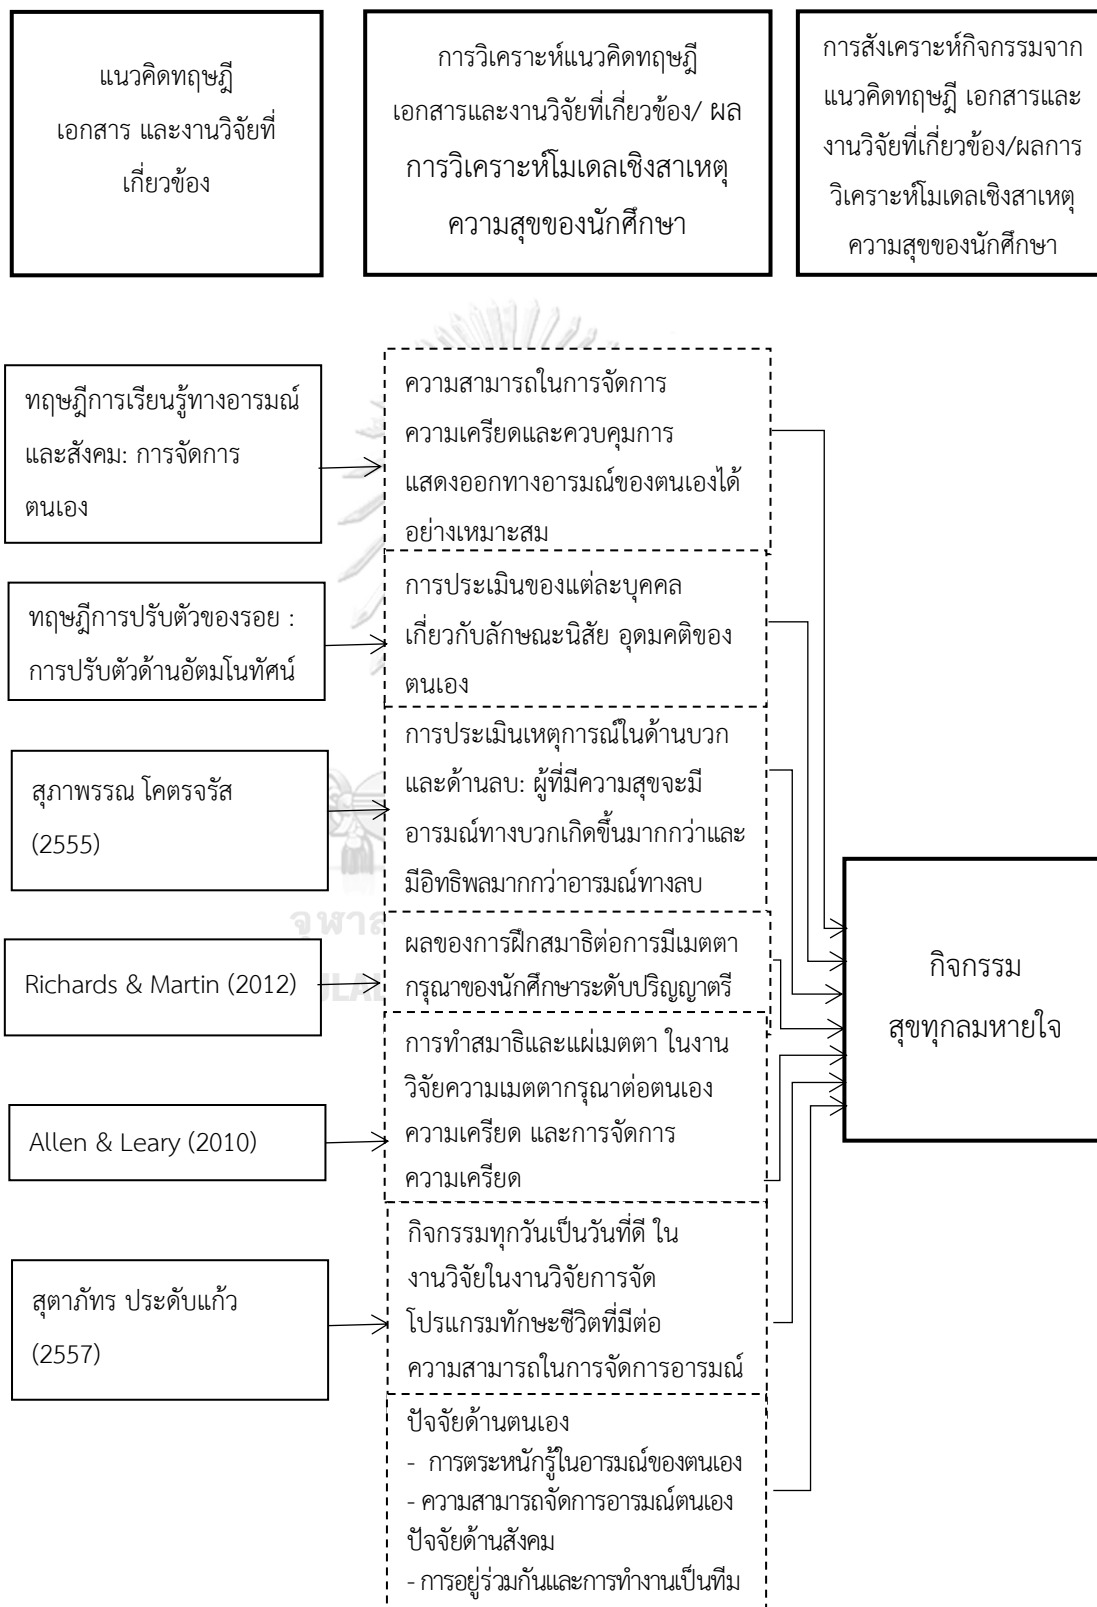 แนวคิดทฤษฎี
เอกสาร และงานวิจัยที่
เกี่ยวข้อง
การวิเคราะห์แนวคิดทฤษฎี
เอกสารและงานวิจัยที่เกี่ยวข้อง/ ผล
การวิเคราะห์โมเดลเชิงสาเหตุ
ความสุขของนักศึกษา
การสังเคราะห์กิจกรรมจาก
แนวคิดทฤษฎี เอกสารและ
งานวิจัยที่เกี่ยวข้อง/ผลการ
วิเคราะห์โมเดลเชิงสาเหตุ
ความสุขของนักศึกษา
ทฤษฎีการเรียนรู้ทางอารมณ์
และสังคม: การจัดการ
ตนเอง
ความสามารถในการจัดการ
ความเครียดและควบคุมการ
แสดงออกทางอารมณ์ของตนเองได้
อย่างเหมาะสม
ทฤษฎีการปรับตัวของรอย :
การปรับตัวด้านอัตมโนทัศน์
การประเมินของแต่ละบุคคล
เกี่ยวกับลักษณะนิสัย อุดมคติของ
ตนเอง
สุภาพรรณ โคตรจรัส
(2555)
การประเมินเหตุการณ์ในด้านบวก
และด้านลบ: ผู้ที่มีความสุขจะมี
อารมณ์ทางบวกเกิดขึ้นมากกว่าและ
มีอิทธิพลมากกว่าอารมณ์ทางลบ
Richards & Martin (2012)
ผลของการฝึกสมาธิต่อการมีเมตตา
กรุณาของนักศึกษาระดับปริญญาตรี
Allen & Leary (2010)
การทำสมาธิและแผ่เมตตา ในงาน
วิจัยความเมตตากรุณาต่อตนเอง
ความเครียด และการจัดการ
ความเครียด
สุตาภัทร ประดับแก้ว
(2557)
กิจกรรมทุกวันเป็นวันที่ดี ใน
งานวิจัยในงานวิจัยการจัด
โปรแกรมทักษะชีวิตที่มีต่อ
ความสามารถในการจัดการอารมณ์
ปัจจัยด้านตนเอง
- การตระหนักรู้ในอารมณ์ของตนเอง
- ความสามารถจัดการอารมณ์ตนเอง
ปัจจัยด้านสังคม
- การอยู่ร่วมกันและการทำงานเป็นทีม
กิจกรรม
สุขทุกลมหายใจ